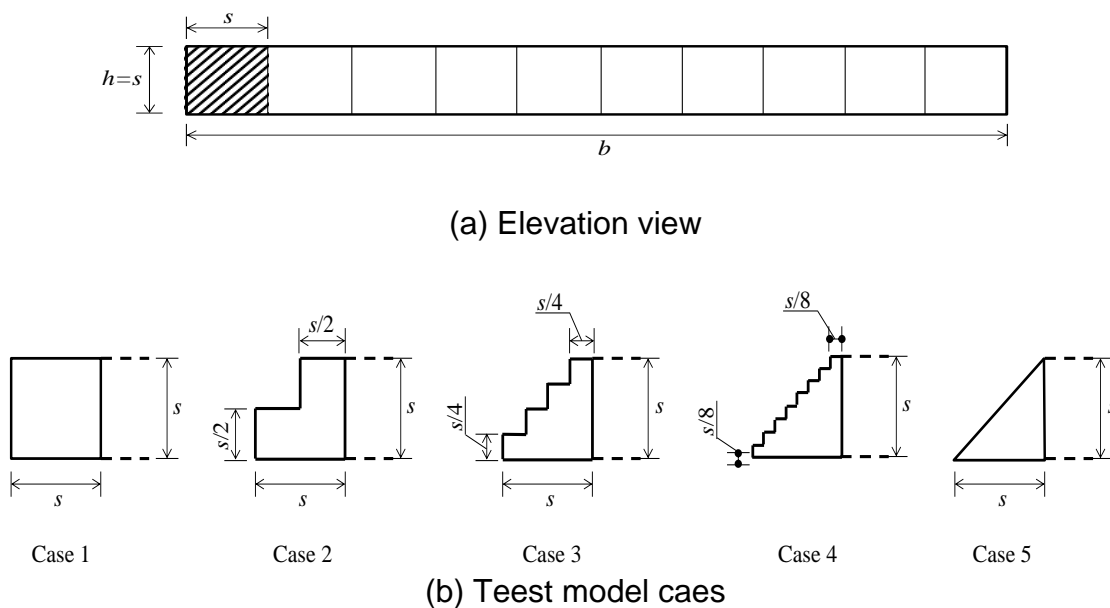 s
h=s
b
(a) Elevation view
s/8
s/4
s/2
s
s/2
s
s/4
s
s/8
s
s
s
s
s
s
Case 1
Case 2
Case 3
Case 4
Case 5
(b) Teest model caes